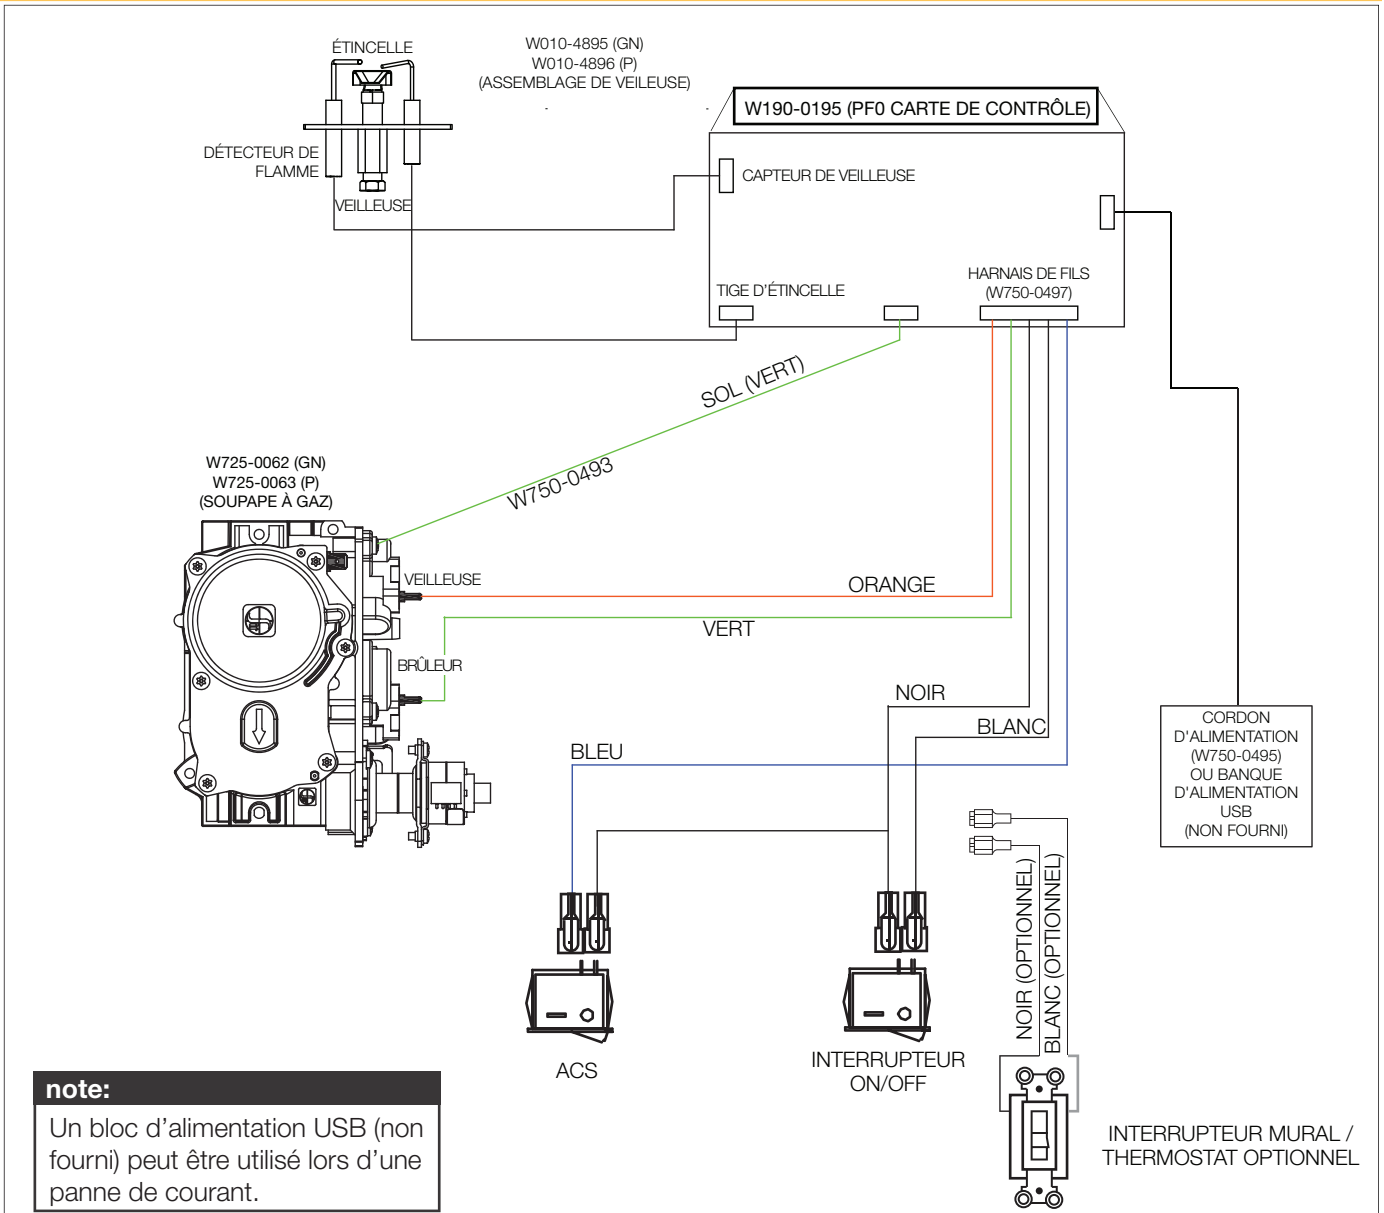 ÉTINCELLE
W010-4895 (GN)
W010-4896 (P)
(ASSEMBLAGE DE VEILEUSE)
W190-0195 (PF0 CARTE DE CONTRÔLE)
DÉTECTEUR DE
FLAMME
VEILLEUSE
CAPTEUR DE VEILLEUSE
TIGE D'ÉTINCELLE
HARNAIS DE FILS
(W750-0497)
SOL (VERT)
W750-0493
W725-0062 (GN)
W725-0063 (P)
(SOUPAPE À GAZ)
VEILLEUSE
ORANGE
VERT
BRÛLEUR
NOIR
BLANC
BLEU
CORDON
D'ALIMENTATION
(W750-0495)
OU BANQUE
D'ALIMENTATION
USB
(NON FOURNI)
NOIR (OPTIONNEL)
BLANC (OPTIONNEL)
ACS
INTERRUPTEUR
ON/OFF
INTERRUPTEUR MURAL /
THERMOSTAT OPTIONNEL
note:
Un bloc d'alimentation USB (non
fourni) peut être utilisé lors d'une
panne de courant.